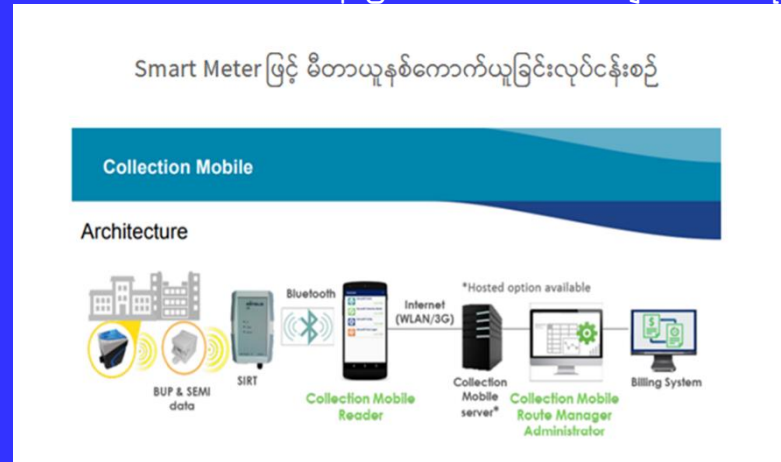 Smart Meter ဖြင့် မီတာယူနစ်ကောက်ယူခြင်းလုပ်ငန်းစဉ်
Collection Mobile
Architecture
*Hosted option available
Bluetooth
Internet
(WLAN/3G)
BUP & SEMI
data
SIRT
Collection Mobile
Reader
Collection
Mobile
server*
Collection Mobile
Route Manager
Administrator
Billing System